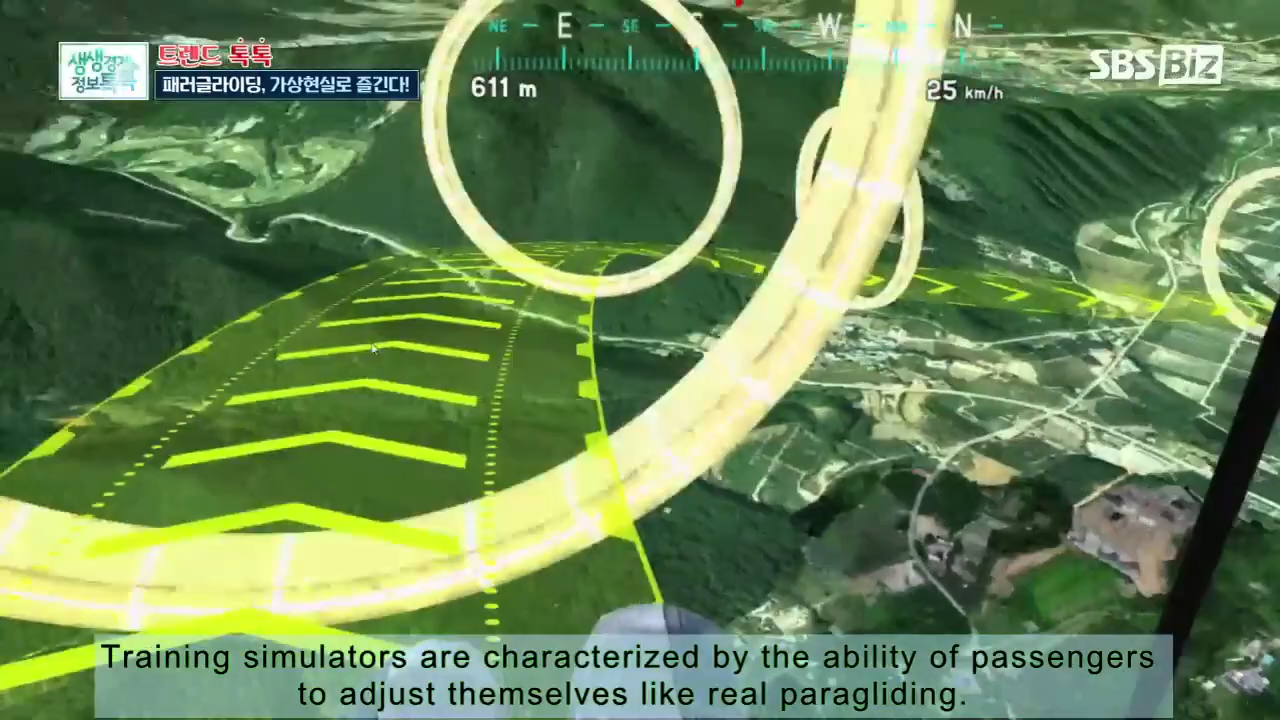 NE E SE S SW W NW N
트렌드 톡톡
생생경제 정보톡톡
패러글라이딩, 가상현실로 즐긴다!
SBS Biz
611 m
25 km/h
Training simulators are characterized by the ability of passengers
to adjust themselves like real paragliding.